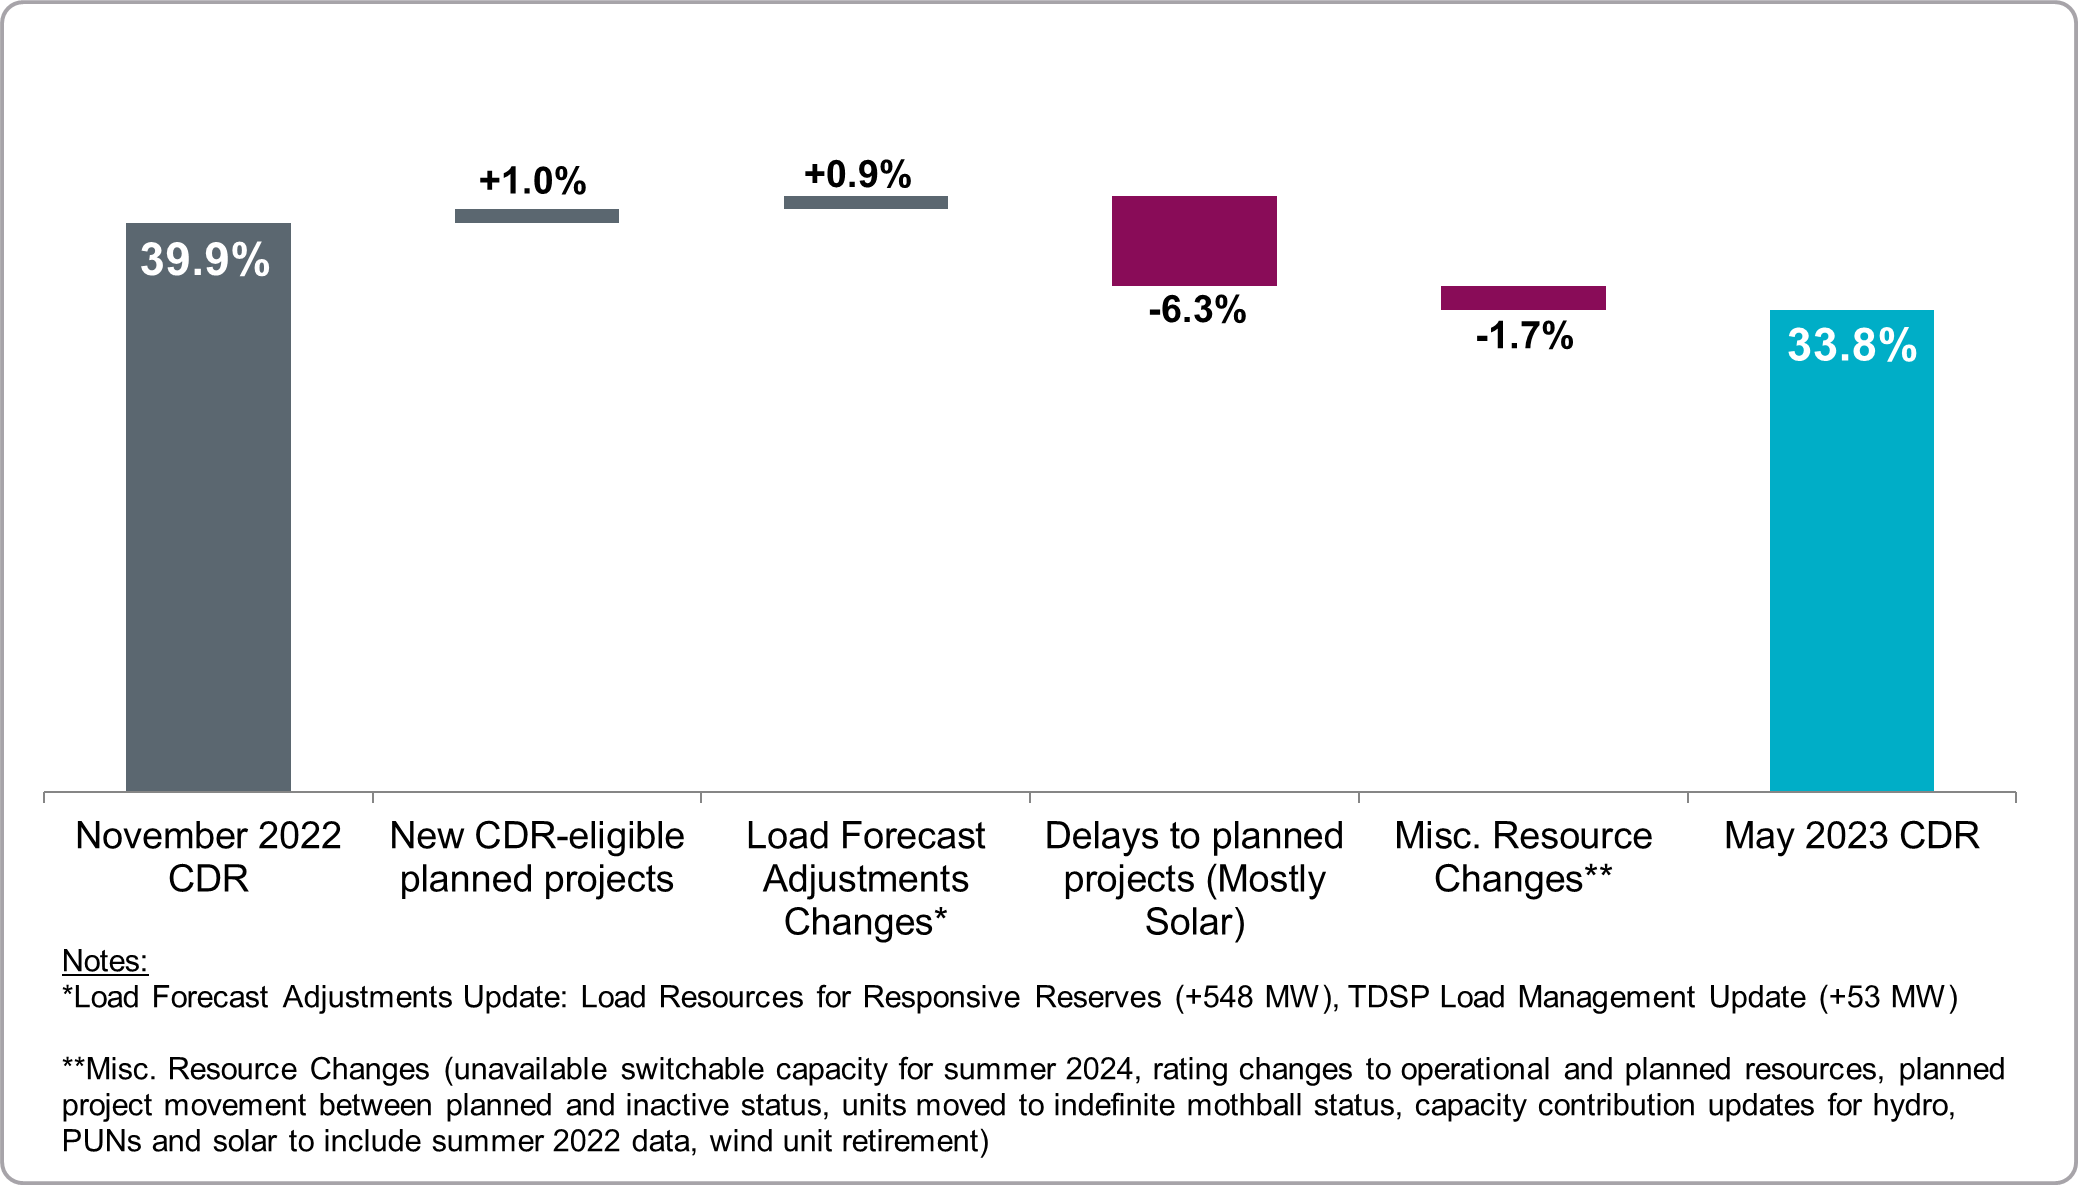 +1.0%
+0.9%
39.9%
-6.3%
-1.7%
33.8%
November 2022
CDR
New CDR-eligible
planned projects
Load Forecast
Adjustments
Changes*
Delays to planned
projects (Mostly
Solar)
Misc. Resource
Changes**
May 2023 CDR
Notes:
*Load Forecast Adjustments Update: Load Resources for Responsive Reserves (+548 MW), TDSP Load Management Update (+53 MW)
**Misc. Resource Changes (unavailable switchable capacity for summer 2024, rating changes to operational and planned resources, planned
project movement between planned and inactive status, units moved to indefinite mothball status, capacity contribution updates for hydro,
PUNs and solar to include summer 2022 data, wind unit retirement)